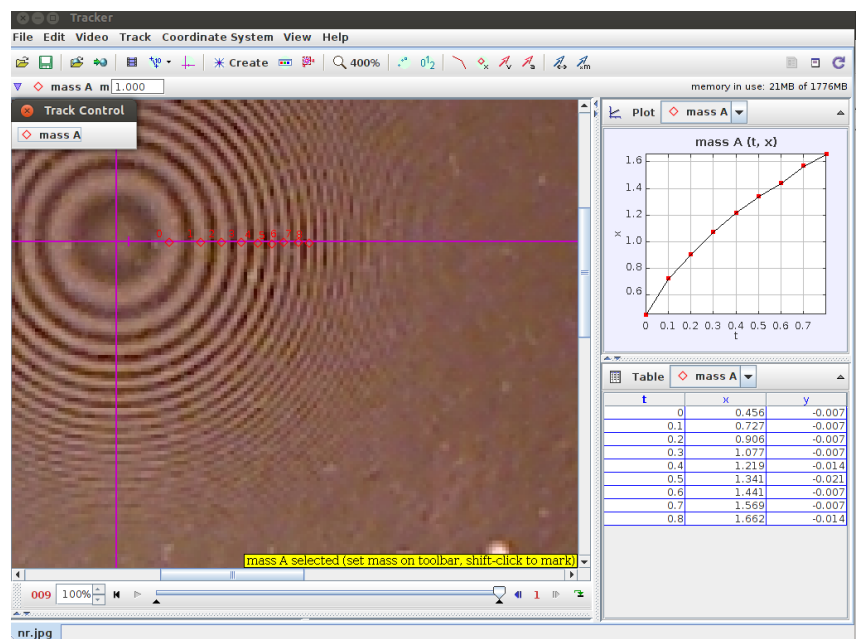 Tracker
File Edit Video Track Coordinate System View Help
Create 400%
mass A m 1.000
memory in use: 21MB of 1776MB
Track Control
mass A
mass A selected (set mass on toolbar, shift-click to mark)
009 100% 1
nr.jpg
Plot mass A
mass A (t, x)
1.6
1.4
1.2
1.0
0.8
0.6
x
0 0.1 0.2 0.3 0.4 0.5 0.6 0.7
t
Table mass A
t x y
0 0.456 -0.007
0.1 0.727 -0.007
0.2 0.906 -0.007
0.3 1.077 -0.007
0.4 1.219 -0.014
0.5 1.341 -0.021
0.6 1.441 -0.007
0.7 1.569 -0.007
0.8 1.662 -0.014